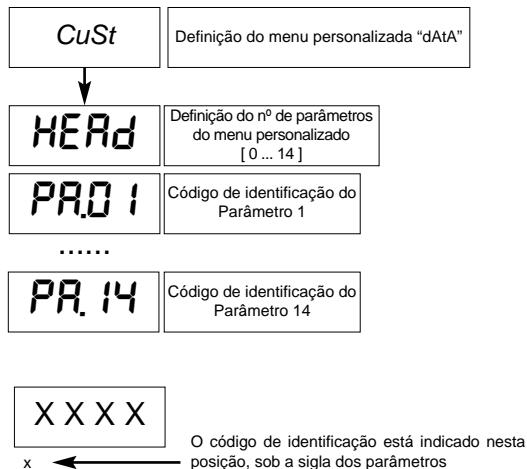 CuSt
Definição do menu personalizada “dAtA”
HEAd
Definição do nº de parâmetros
do menu personalizado
[ 0 ... 14 ]
PA.01
Código de identificação do
Parâmetro 1
......
PA.14
Código de identificação do
Parâmetro 14
X X X X
x
O código de identificação está indicado nesta
posição, sob a sigla dos parâmetros